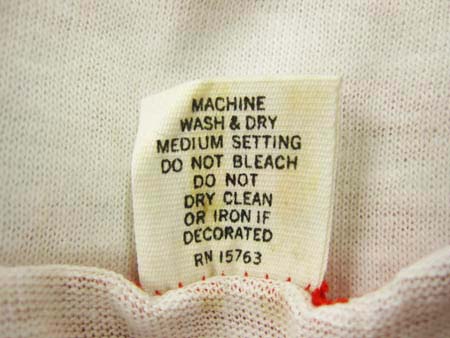 MACHINE
WASH & DRY
MEDIUM SETTING
DO NOT BLEACH
DO NOT
DRY CLEAN
OR IRON IF
DECORATED
RN 15763